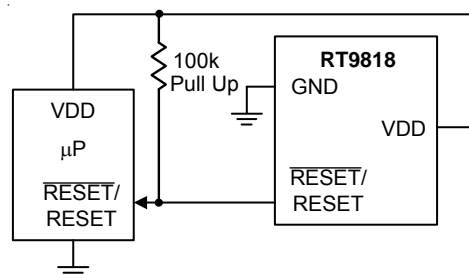 100k
Pull Up
RT9818
GND
VDD
RESET/
RESET
VDD
μP
RESET/
RESET